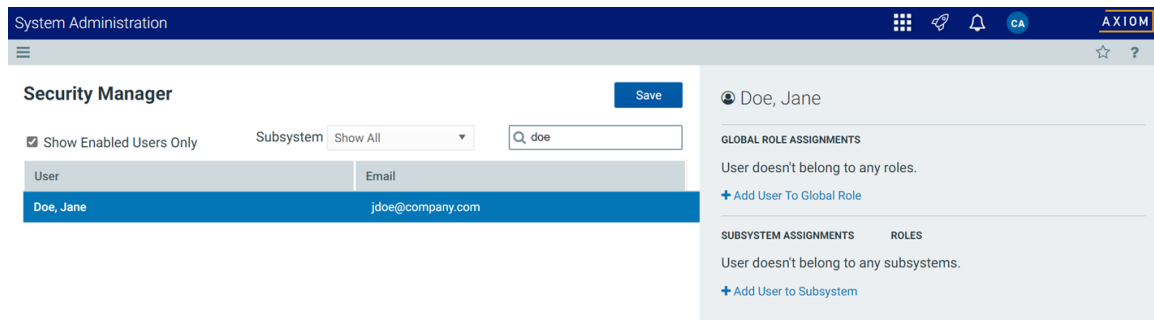 System Administration
CA
AXIOM
?
Security Manager
Save
Show Enabled Users Only
Subsystem
Show All
doe
User
Email
Doe, Jane
jdoe@company.com
Doe, Jane
GLOBAL ROLE ASSIGNMENTS
User doesn't belong to any roles.
+ Add User To Global Role
SUBSYSTEM ASSIGNMENTS
ROLES
User doesn't belong to any subsystems.
+ Add User to Subsystem